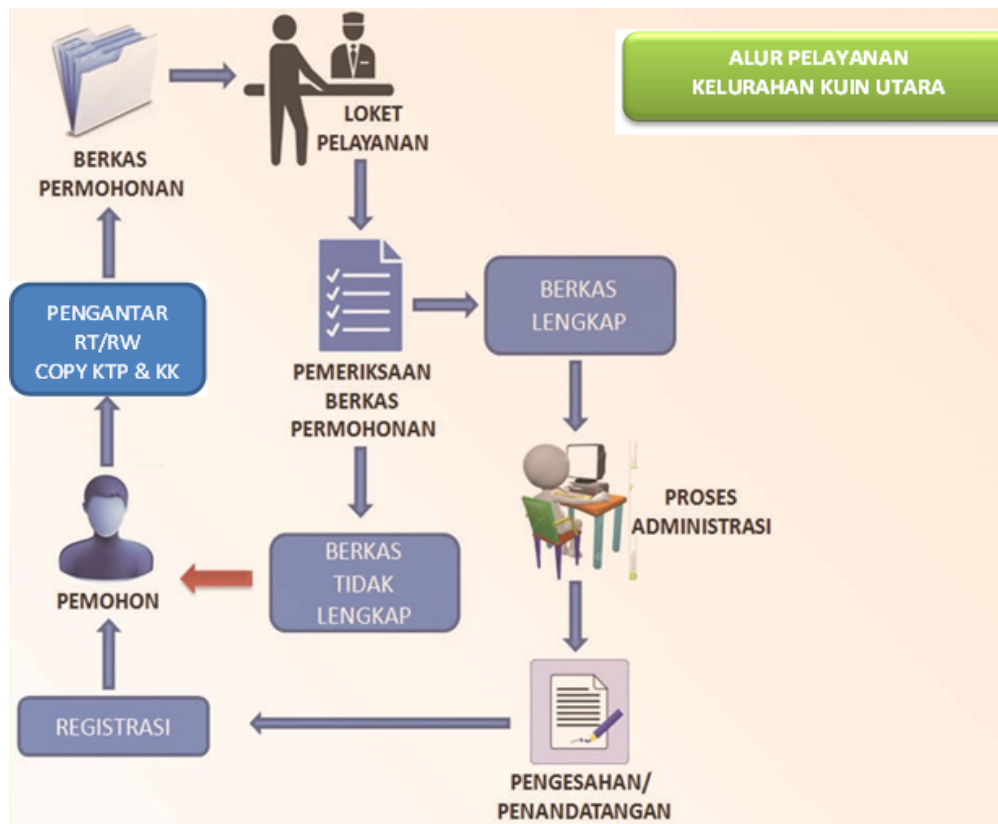 ALUR PELAYANAN
KELURAHAN KUIN UTARA
BERKAS
PERMOHONAN
LOKET
PELAYANAN
PENGANTAR
RT/RW
COPY KTP & KK
PEMERIKSAAN
BERKAS
PERMOHONAN
BERKAS
LENGKAP
PROSES
ADMINISTRASI
BERKAS
TIDAK
LENGKAP
PEMOHON
REGISTRASI
PENGESAHAN/
PENANDATANGAN